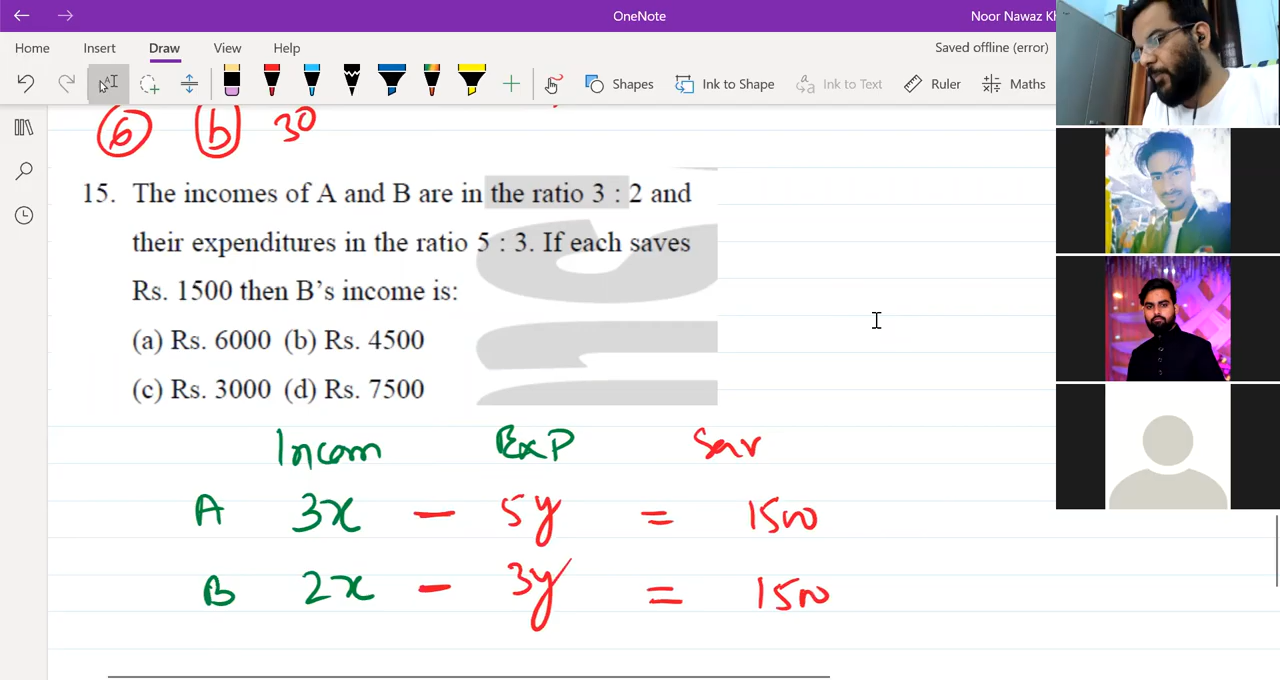 OneNote
Noor Nawaz Kh
Home Insert Draw View Help
Saved offline (error)
Shapes Ink to Shape Ink to Text Ruler Maths
6 b 30
15. The incomes of A and B are in the ratio 3 : 2 and
their expenditures in the ratio 5 : 3. If each saves
Rs. 1500 then B's income is:
(a) Rs. 6000 (b) Rs. 4500
(c) Rs. 3000 (d) Rs. 7500
Incom Exp Sav
A 3x - 5y = 1500
B 2x - 3y = 1500